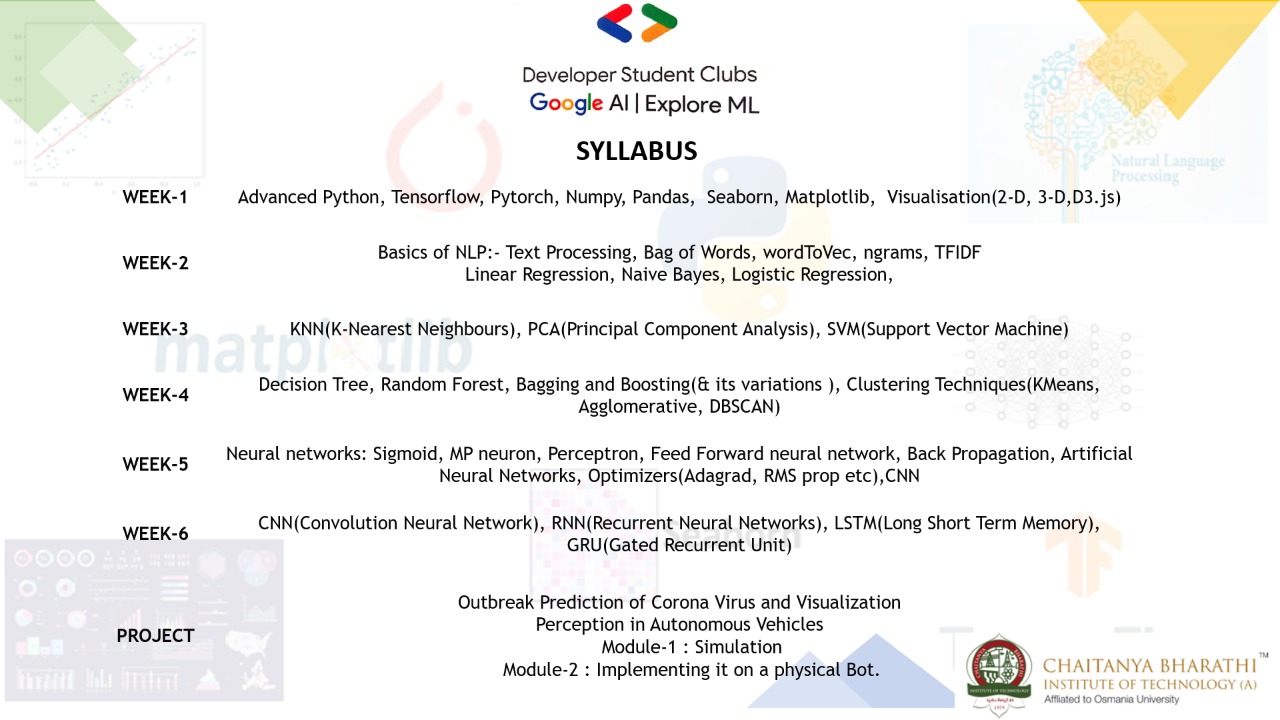 Developer Student Clubs
Google AI | Explore ML
SYLLABUS
Natural Language
Processing
WEEK-1 Advanced Python, Tensorflow, Pytorch, Numpy, Pandas, Seaborn, Matplotlib, Visualisation(2-D, 3-D,D3.js)
WEEK-2 Basics of NLP:- Text Processing, Bag of Words, wordToVec, ngrams, TFIDF
Linear Regression, Naive Bayes, Logistic Regression,
WEEK-3 KNN(K-Nearest Neighbours), PCA(Principal Component Analysis), SVM(Support Vector Machine)
matplotlib
WEEK-4 Decision Tree, Random Forest, Bagging and Boosting(& its variations ), Clustering Techniques(KMeans,
Agglomerative, DBSCAN)
WEEK-5 Neural networks: Sigmoid, MP neuron, Perceptron, Feed Forward neural network, Back Propagation, Artificial
Neural Networks, Optimizers(Adagrad, RMS prop etc),CNN
WEEK-6 CNN(Convolution Neural Network), RNN(Recurrent Neural Networks), LSTM(Long Short Term Memory),
GRU(Gated Recurrent Unit)
Seaborn
PROJECT Outbreak Prediction of Corona Virus and Visualization
Perception in Autonomous Vehicles
Module-1 : Simulation
Module-2 : Implementing it on a physical Bot.
CHAITANYA BHARATHI™
INSTITUTE OF TECHNOLOGY (A)
Affliated to Osmania University
INSTITUTE OF TECHNOLOGY
1979